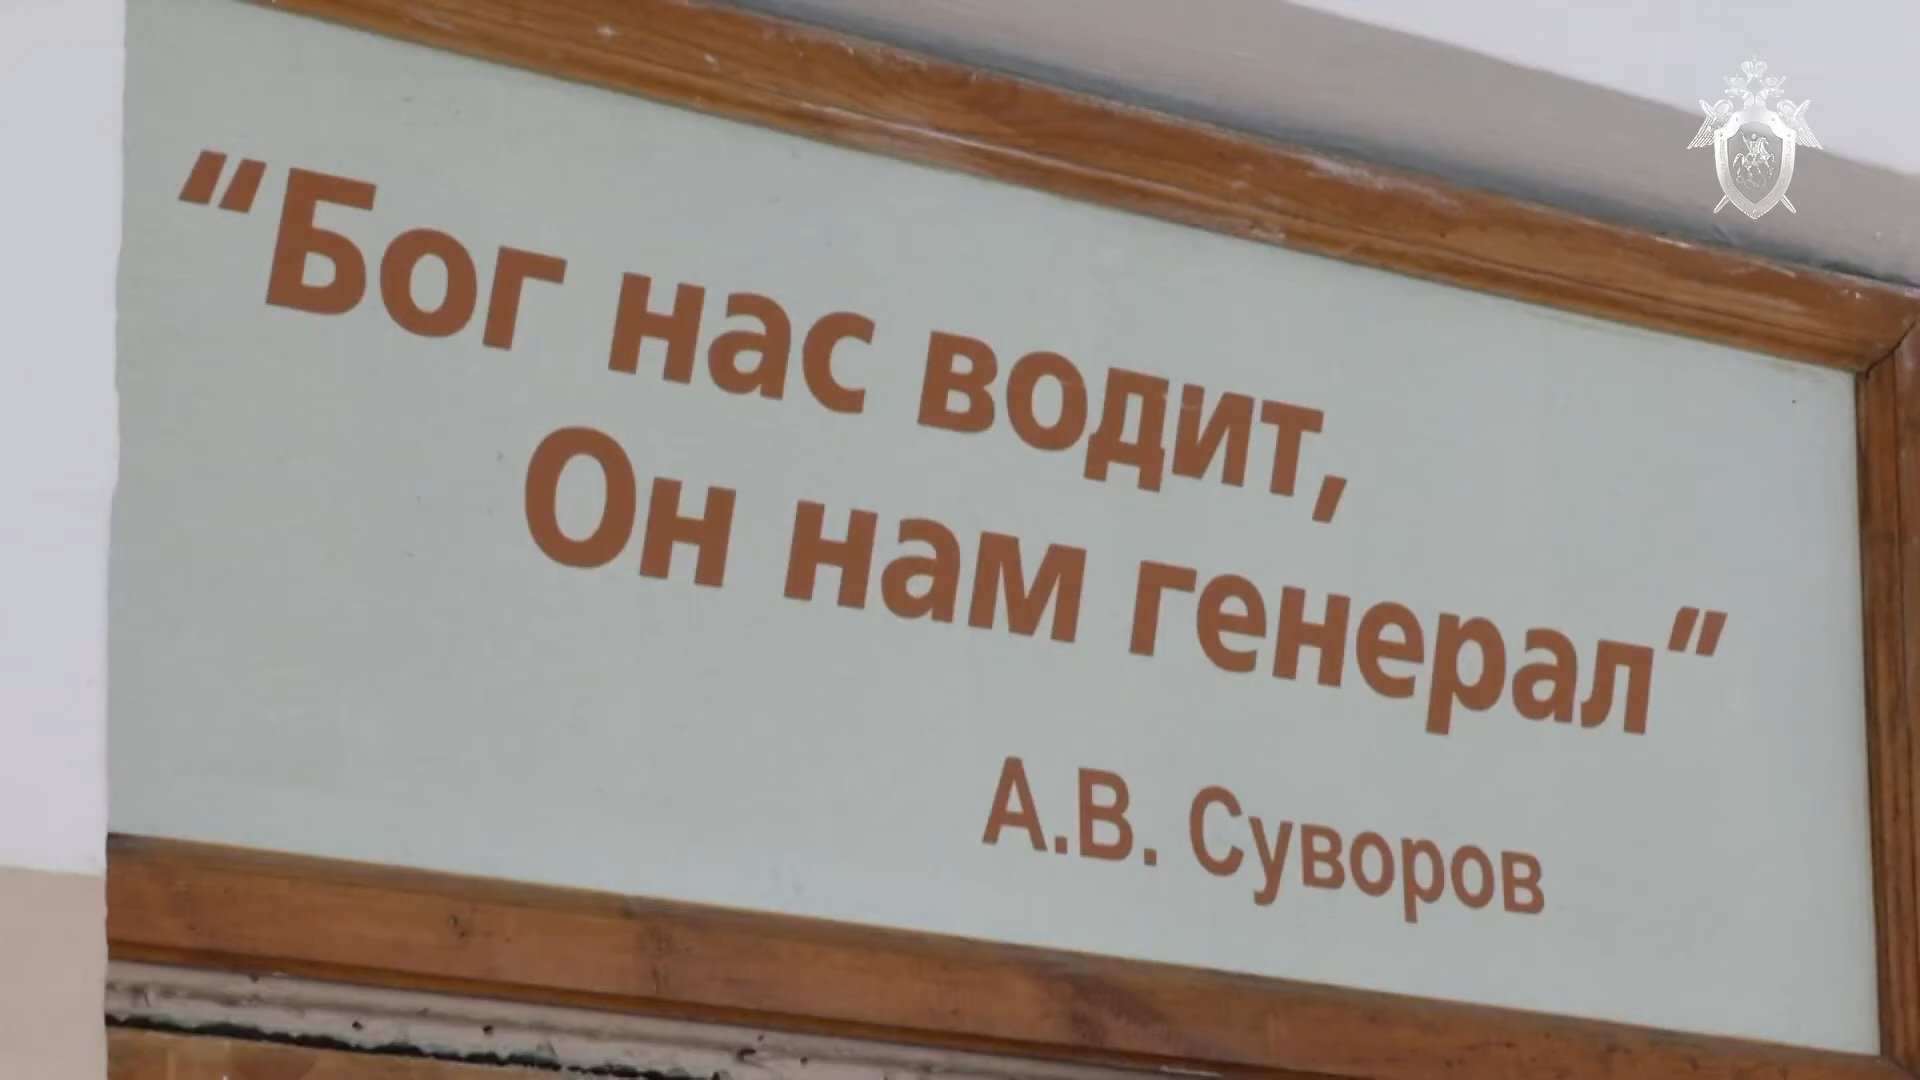 “Бог нас водит,
Он нам генерал”
А.В. Суворов